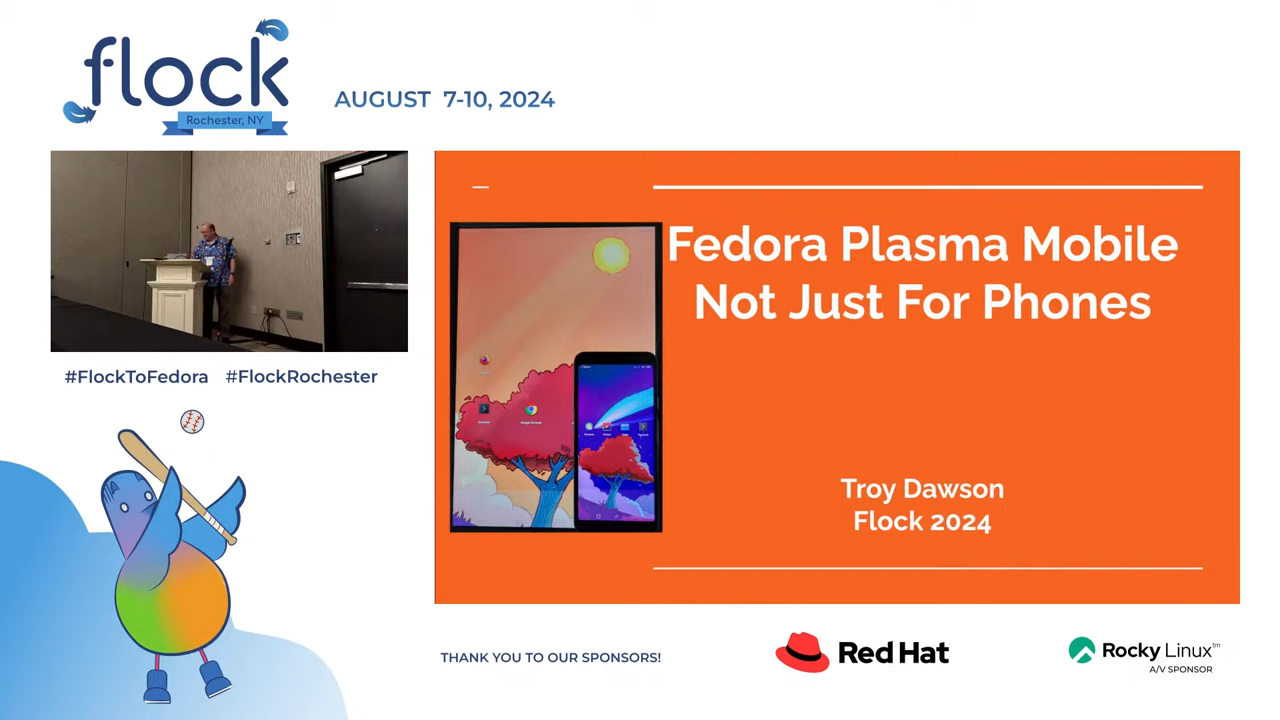 flock
Rochester, NY
AUGUST 7-10, 2024
Fedora Plasma Mobile
Not Just For Phones
Troy Dawson
Flock 2024
#FlockToFedora #FlockRochester
THANK YOU TO OUR SPONSORS!
Red Hat
Rocky Linux™
A/V SPONSOR